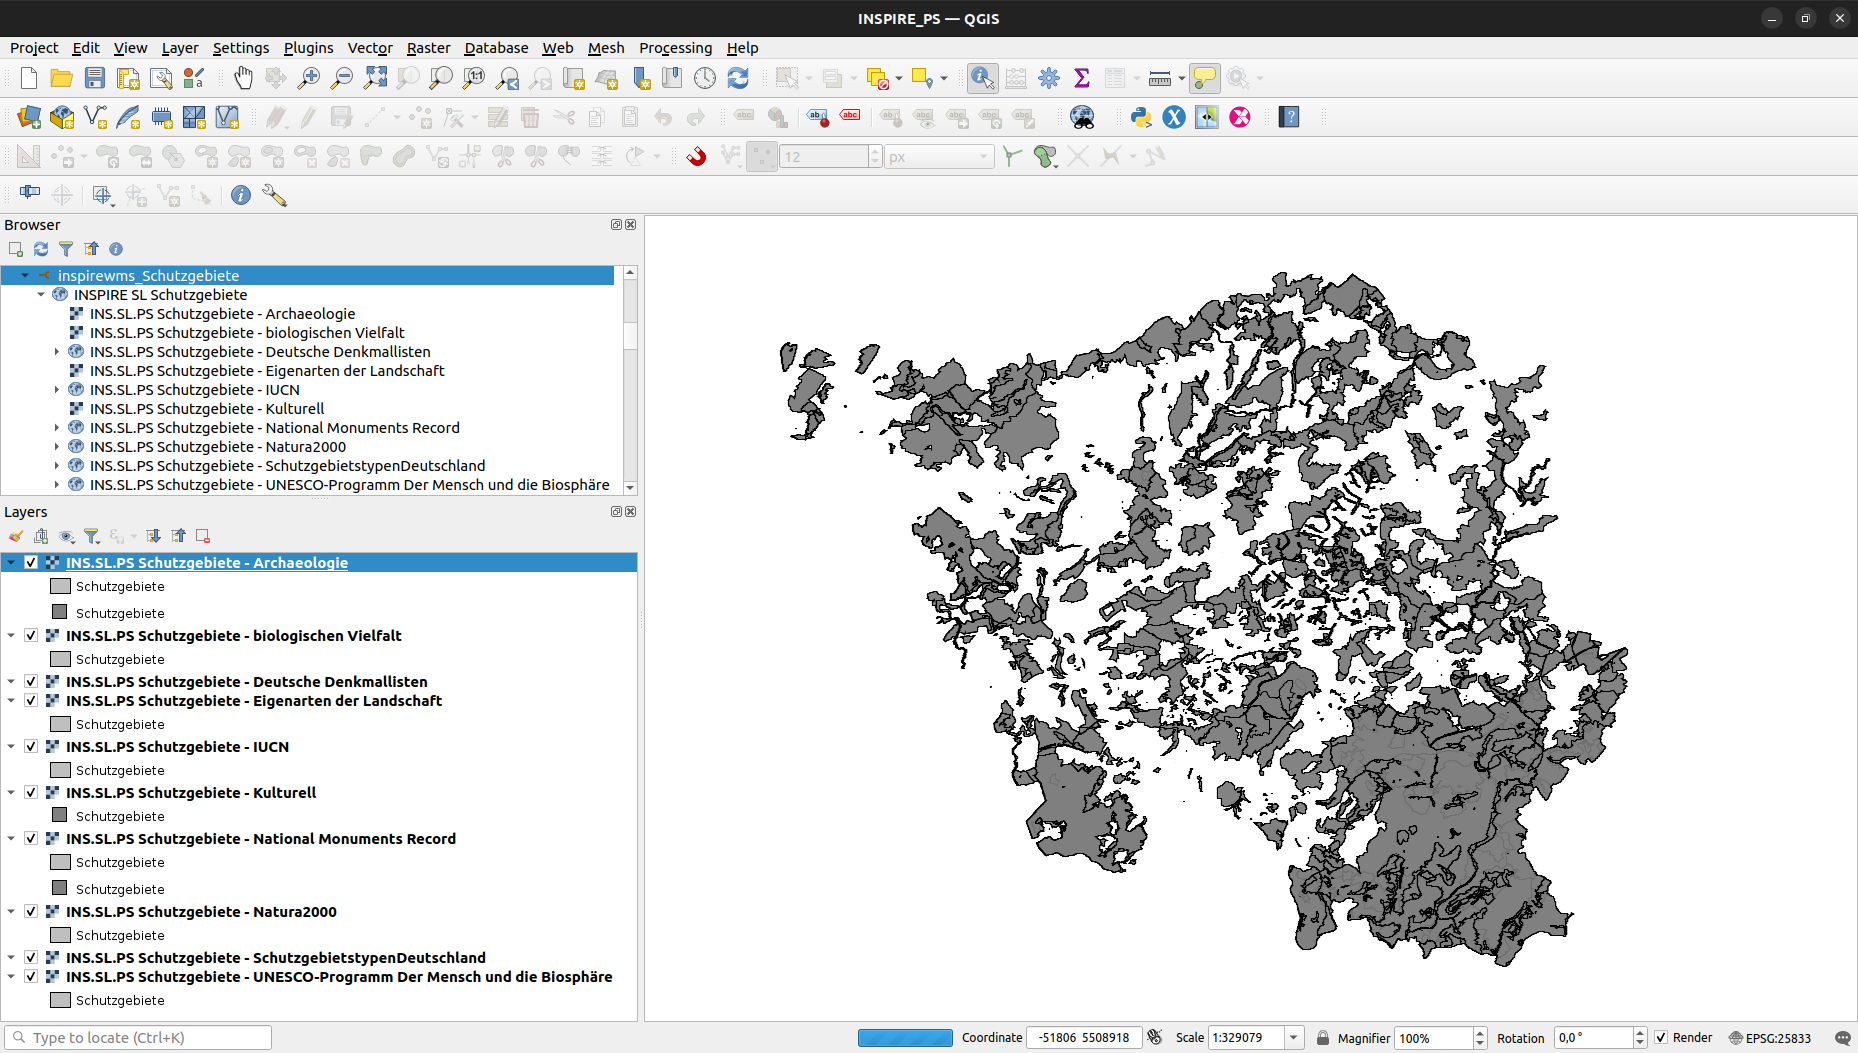 INSPIRE_PS — QGIS
Project Edit View Layer Settings Plugins Vector Raster Database Web Mesh Processing Help
12 px
Browser
inspirewms_Schutzgebiete
INSPIRE SL Schutzgebiete
INS.SL.PS Schutzgebiete - Archaeologie
INS.SL.PS Schutzgebiete - biologischen Vielfalt
INS.SL.PS Schutzgebiete - Deutsche Denkmallisten
INS.SL.PS Schutzgebiete - Eigenarten der Landschaft
INS.SL.PS Schutzgebiete - IUCN
INS.SL.PS Schutzgebiete - Kulturell
INS.SL.PS Schutzgebiete - National Monuments Record
INS.SL.PS Schutzgebiete - Natura2000
INS.SL.PS Schutzgebiete - SchutzgebietstypenDeutschland
INS.SL.PS Schutzgebiete - UNESCO-Programm Der Mensch und die Biosphäre
Layers
INS.SL.PS Schutzgebiete - Archaeologie
Schutzgebiete
Schutzgebiete
INS.SL.PS Schutzgebiete - biologischen Vielfalt
Schutzgebiete
INS.SL.PS Schutzgebiete - Deutsche Denkmallisten
INS.SL.PS Schutzgebiete - Eigenarten der Landschaft
Schutzgebiete
INS.SL.PS Schutzgebiete - IUCN
Schutzgebiete
INS.SL.PS Schutzgebiete - Kulturell
Schutzgebiete
INS.SL.PS Schutzgebiete - National Monuments Record
Schutzgebiete
Schutzgebiete
INS.SL.PS Schutzgebiete - Natura2000
Schutzgebiete
INS.SL.PS Schutzgebiete - SchutzgebietstypenDeutschland
INS.SL.PS Schutzgebiete - UNESCO-Programm Der Mensch und die Biosphäre
Schutzgebiete
Type to locate (Ctrl+K) Coordinate -51806 5508918 Scale 1:329079 Magnifier 100% Rotation 0,0 ° Render EPSG:25833